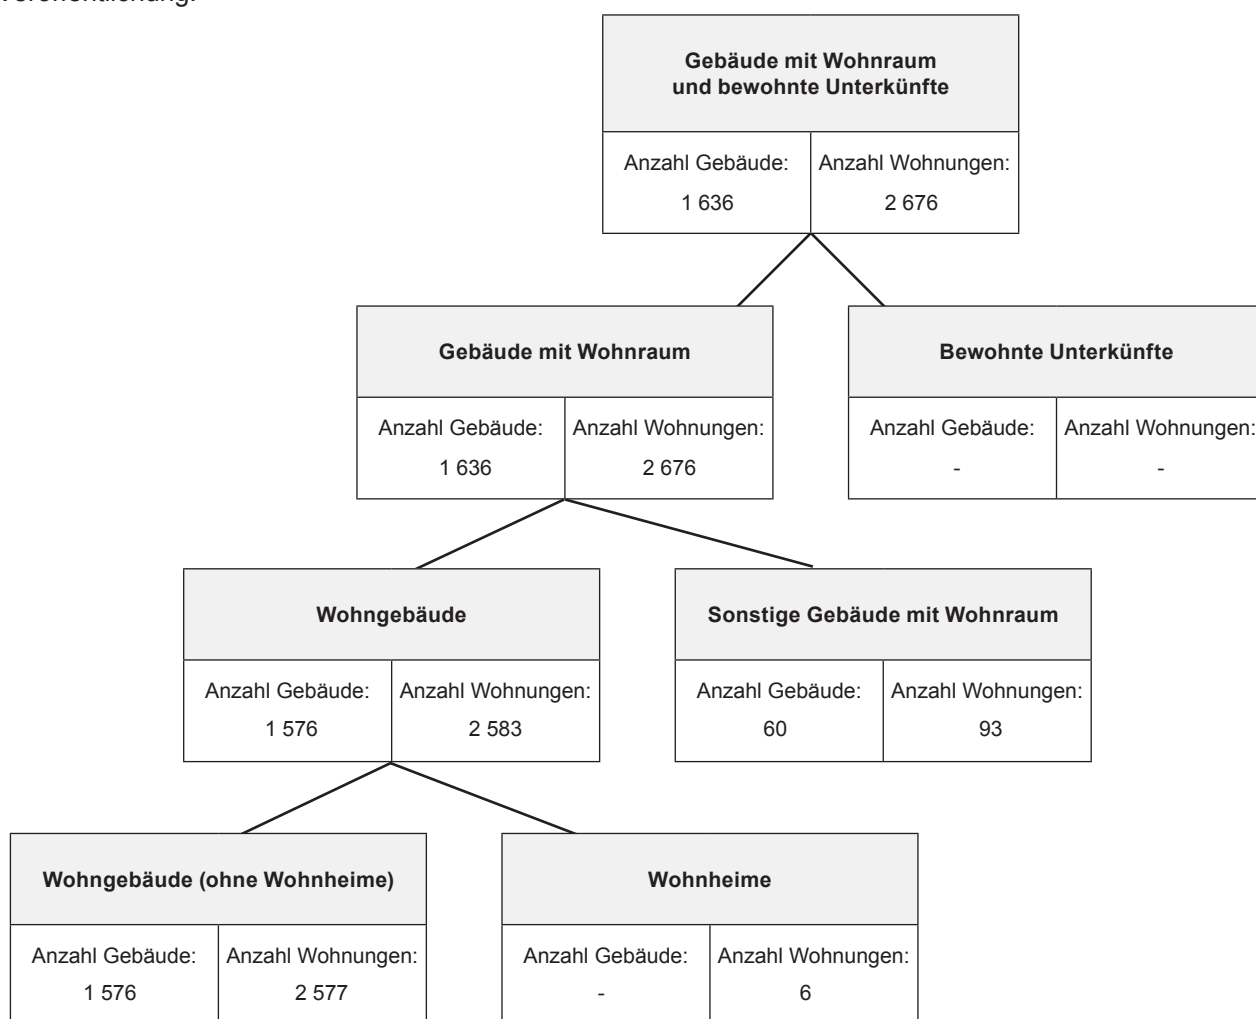 Veröffentlichung.
Gebäude mit Wohnraum
und bewohnte Unterkünfte
Anzahl Gebäude:
1 636
Anzahl Wohnungen:
2 676
Gebäude mit Wohnraum
Anzahl Gebäude:
1 636
Anzahl Wohnungen:
2 676
Bewohnte Unterkünfte
Anzahl Gebäude:
-
Anzahl Wohnungen:
-
Wohngebäude
Anzahl Gebäude:
1 576
Anzahl Wohnungen:
2 583
Sonstige Gebäude mit Wohnraum
Anzahl Gebäude:
60
Anzahl Wohnungen:
93
Wohngebäude (ohne Wohnheime)
Anzahl Gebäude:
1 576
Anzahl Wohnungen:
2 577
Wohnheime
Anzahl Gebäude:
-
Anzahl Wohnungen:
6